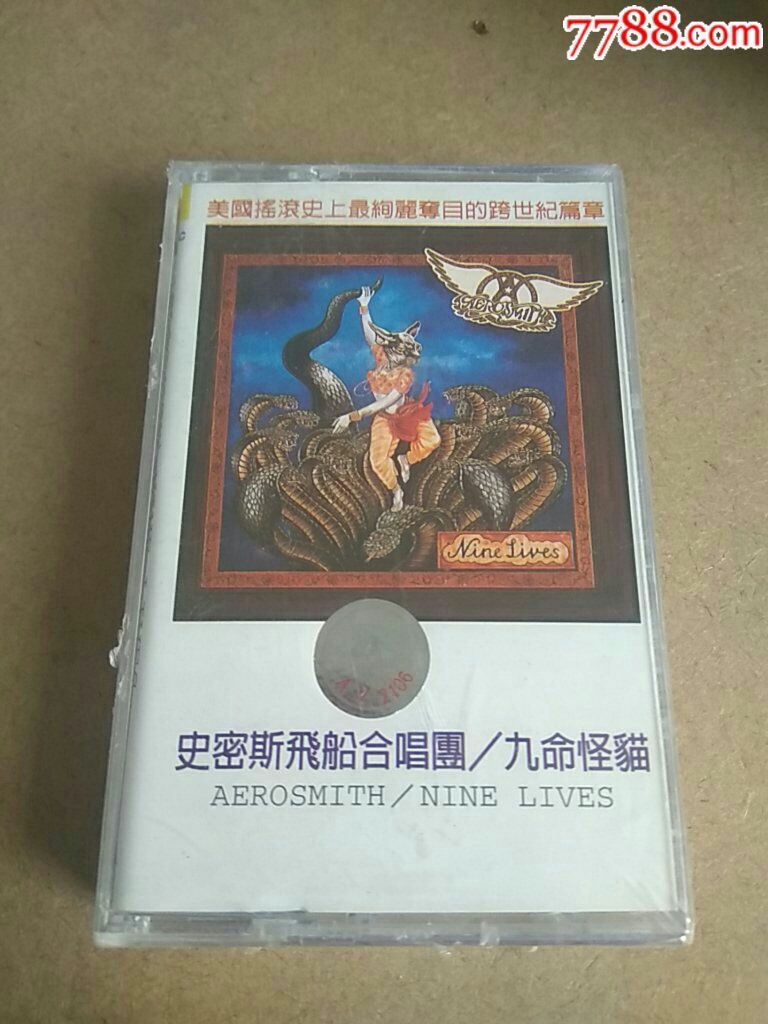 7788.com
美國搖滾史上最絢麗奪目的跨世紀篇章
AEROSMITH
Nine Lives
A.V 2106
史密斯飛船合唱團／九命怪貓
AEROSMITH／NINE LIVES